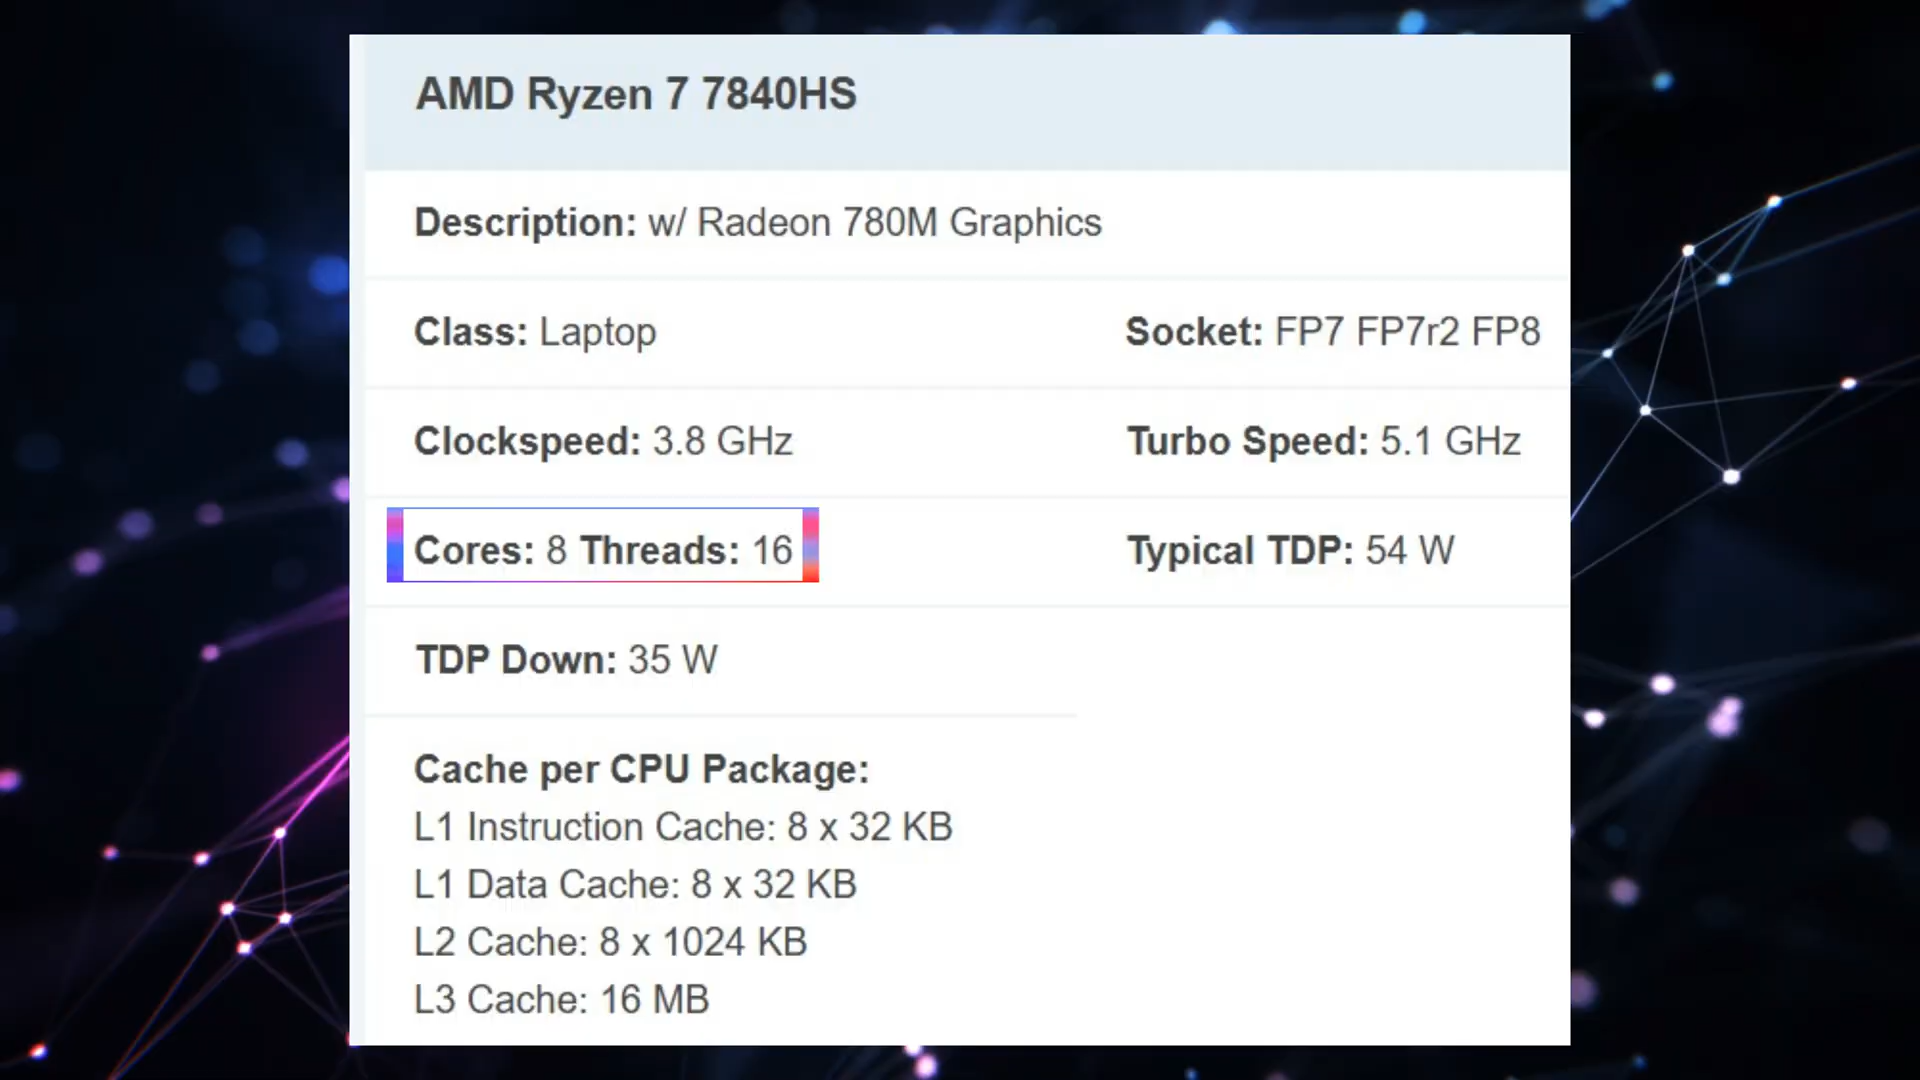 AMD Ryzen 7 7840HS
Description: w/ Radeon 780M Graphics
Class: Laptop
Socket: FP7 FP7r2 FP8
Clockspeed: 3.8 GHz
Turbo Speed: 5.1 GHz
Cores: 8 Threads: 16
Typical TDP: 54 W
TDP Down: 35 W
Cache per CPU Package:
L1 Instruction Cache: 8 x 32 KB
L1 Data Cache: 8 x 32 KB
L2 Cache: 8 x 1024 KB
L3 Cache: 16 MB